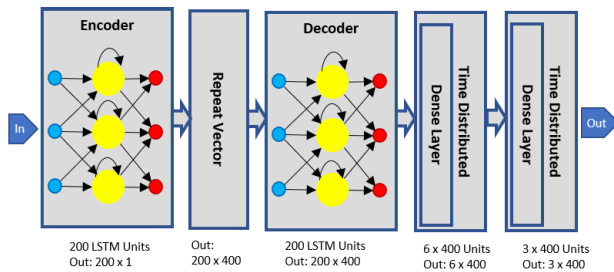 Encoder
Decoder
In
Repeat Vector
Dense Layer
Time Distributed
Dense Layer
Time Distributed
Out
200 LSTM Units
Out: 200 x 1
Out:
200 x 400
200 LSTM Units
Out: 200 x 400
6 x 400 Units
Out: 6 x 400
3 x 400 Units
Out: 3 x 400